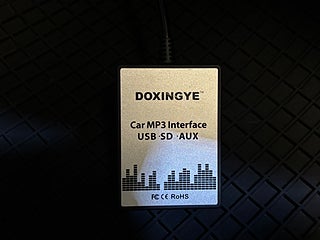 DOXINGYE™
Car MP3 Interface
USB·SD ·AUX
FC CE RoHS